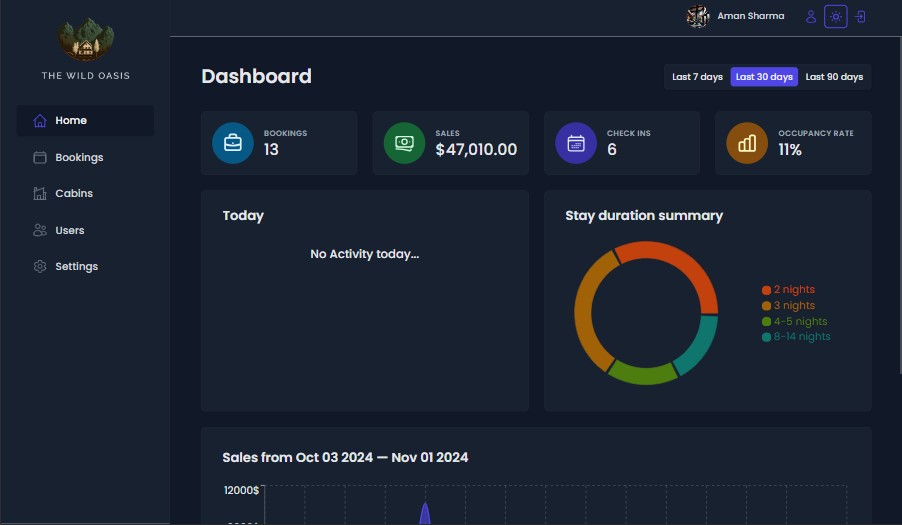 Aman Sharma
THE WILD OASIS
Home
Bookings
Cabins
Users
Settings
Dashboard
Last 7 days Last 30 days Last 90 days
BOOKINGS
13
SALES
$47,010.00
CHECK INS
6
OCCUPANCY RATE
11%
Today
No Activity today...
Stay duration summary
2 nights
3 nights
4-5 nights
8-14 nights
Sales from Oct 03 2024 — Nov 01 2024
12000$